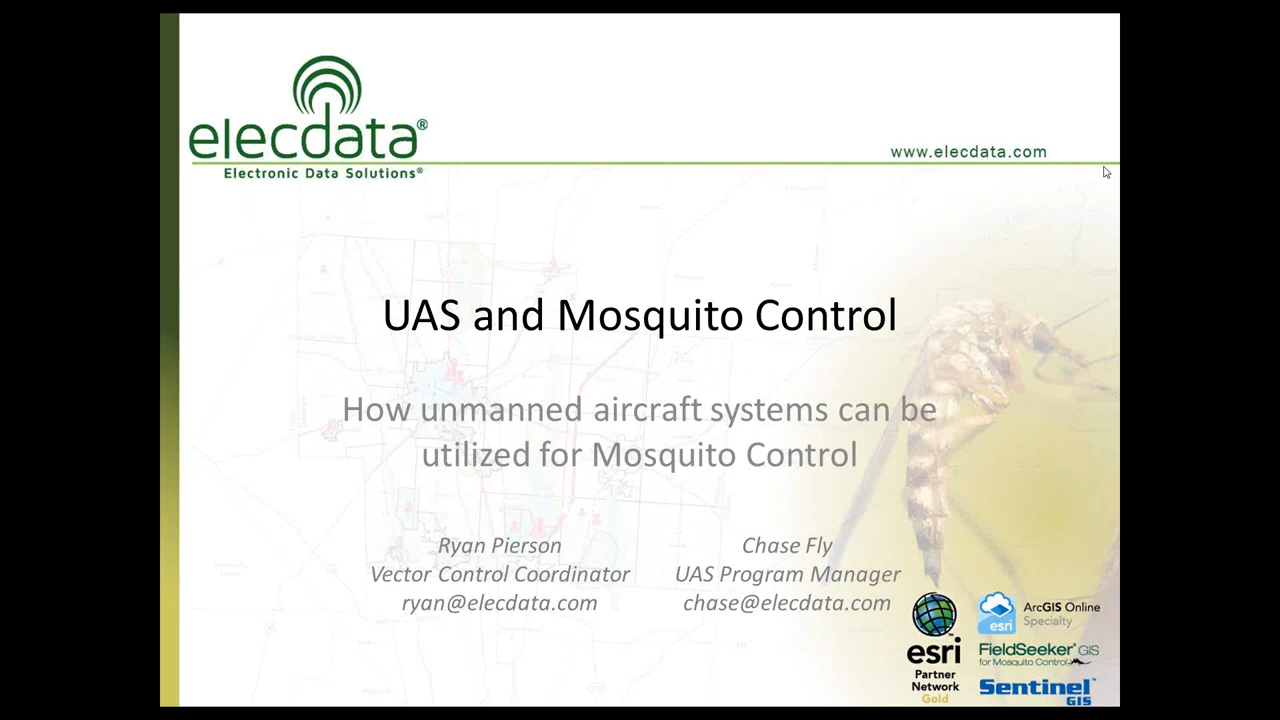 elecdata®
Electronic Data Solutions®
www.elecdata.com
UAS and Mosquito Control
How unmanned aircraft systems can be
utilized for Mosquito Control
Ryan Pierson
Vector Control Coordinator
ryan@elecdata.com
Chase Fly
UAS Program Manager
chase@elecdata.com
esri
Partner
Network
Gold
esri
ArcGIS Online
Specialty
FieldSeeker® GIS
for Mosquito Control
Sentinel™
GIS